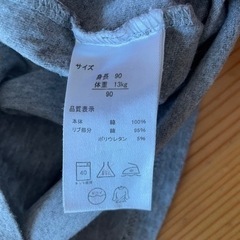 サイズ
身長 90
体重 13kg
90
品質表示
本体 綿 100%
リブ部分 綿 95%
ポリウレタン 5%
40